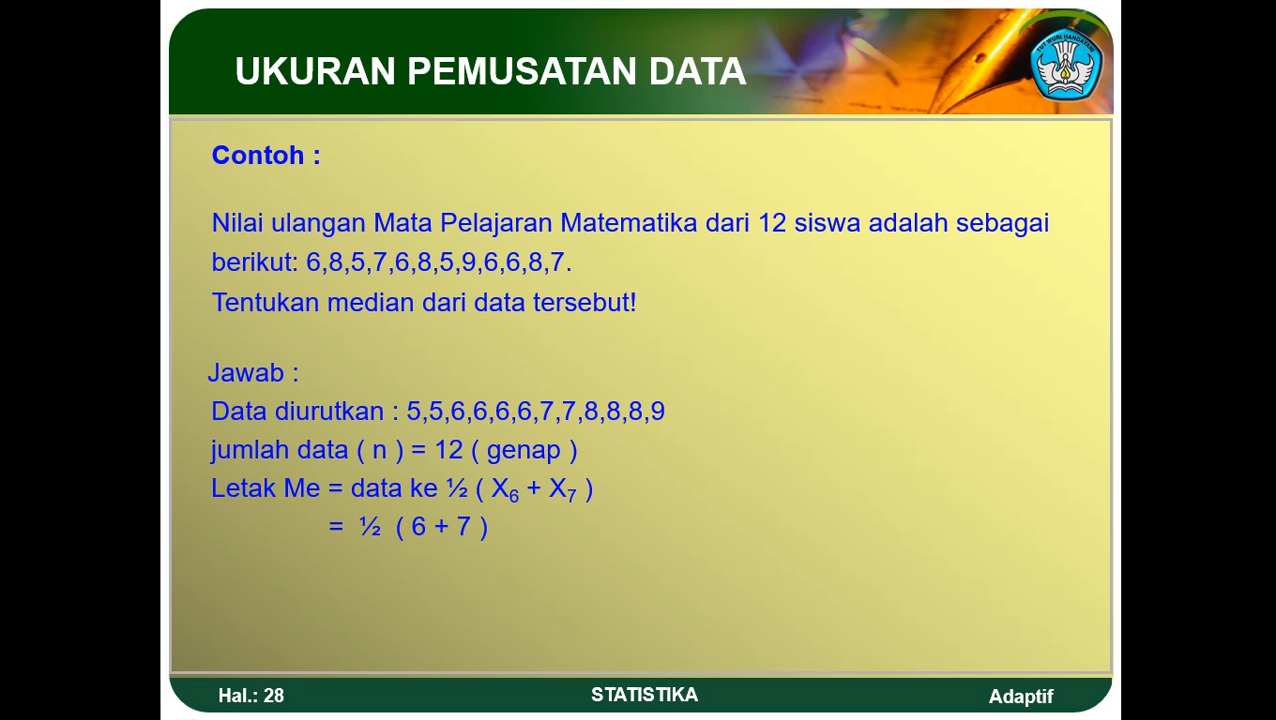 UKURAN PEMUSATAN DATA
TUT WURI HANDAYANI
Contoh :
Nilai ulangan Mata Pelajaran Matematika dari 12 siswa adalah sebagai
berikut: 6,8,5,7,6,8,5,9,6,6,8,7.
Tentukan median dari data tersebut!
Jawab :
Data diurutkan : 5,5,6,6,6,6,7,7,8,8,8,9
jumlah data ( n ) = 12 ( genap )
Letak Me = data ke ½ ( X₆ + X₇ )
= ½ ( 6 + 7 )
Hal.: 28
STATISTIKA
Adaptif